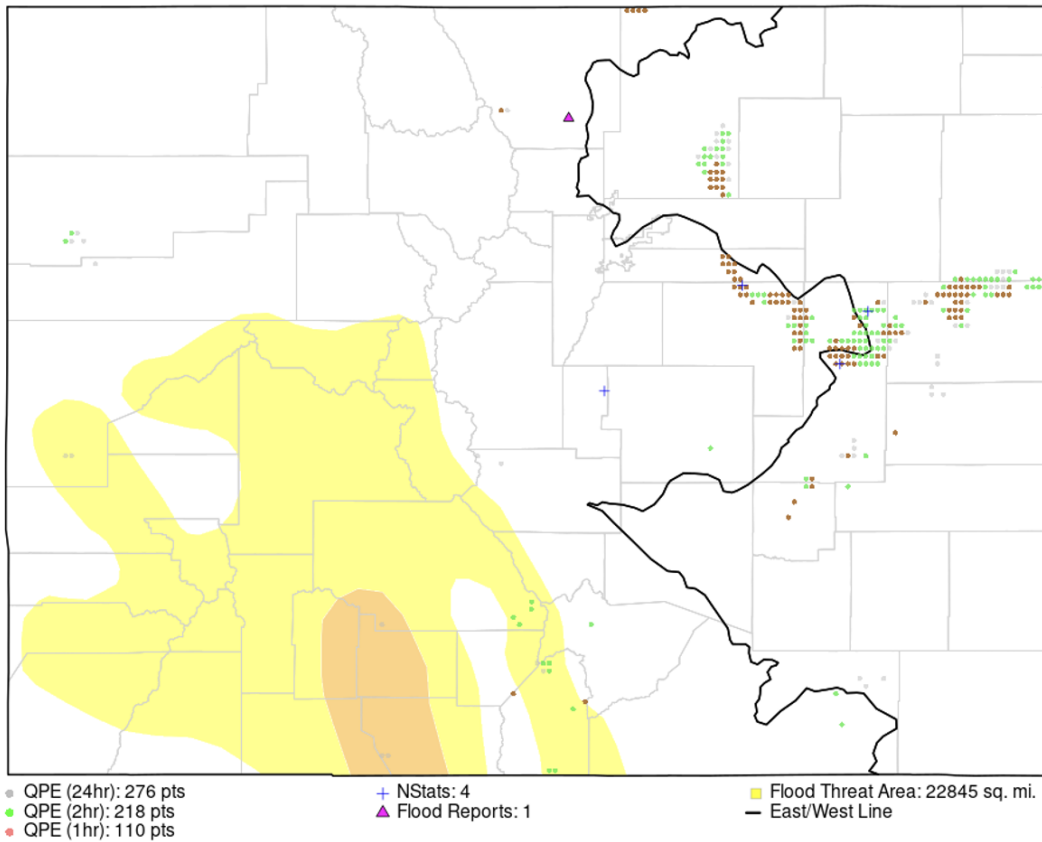 QPE (24hr): 276 pts
QPE (2hr): 218 pts
QPE (1hr): 110 pts
NStats: 4
Flood Reports: 1
Flood Threat Area: 22845 sq. mi.
East/West Line